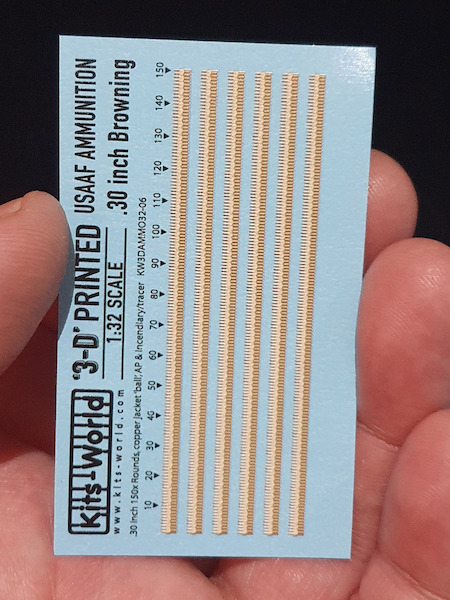 Kits-World
www.kits-world.com
'3-D' PRINTED
1:32 SCALE
USAAF AMMUNITION
.30 inch Browning
.30 inch 150x Rounds, copper jacket 'ball', AP & Incendiary/tracer KW3DAMMO32-06
10 20 30 40 50 60 70 80 90 100 110 120 130 140 150